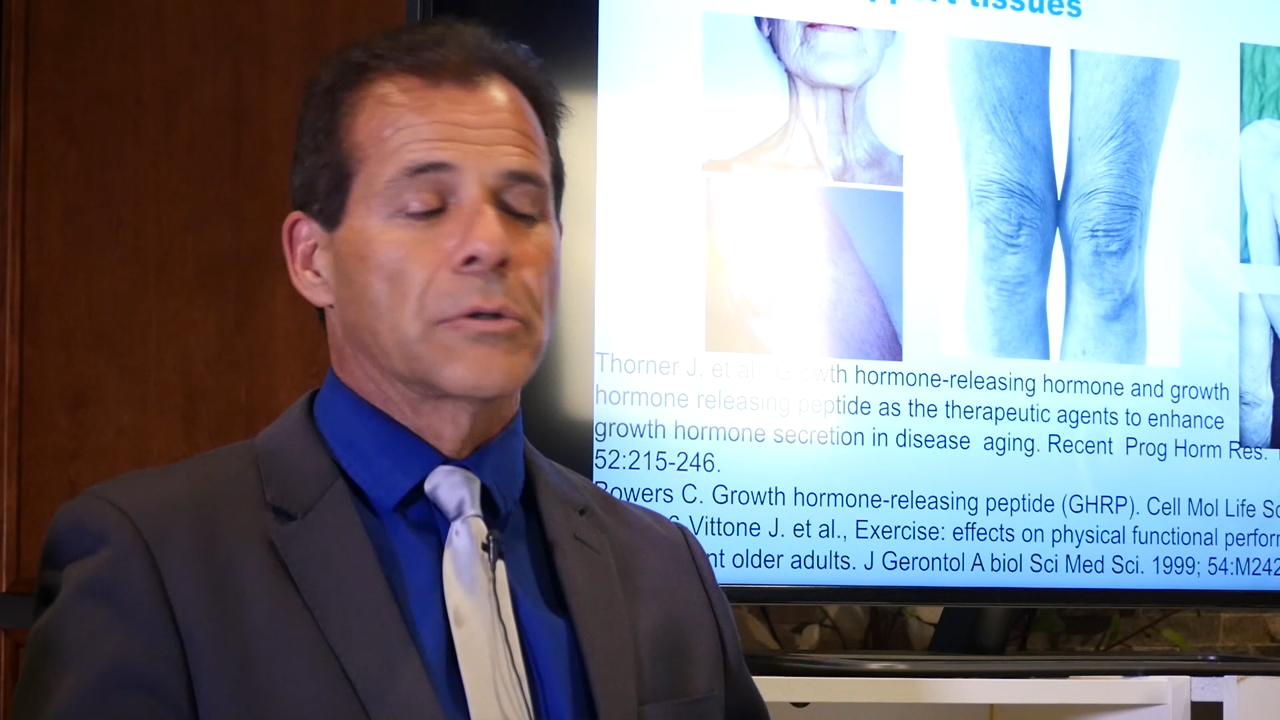 tissues
Thorner J. et al. Growth hormone-releasing hormone and growth
hormone releasing peptide as the therapeutic agents to enhance
growth hormone secretion in disease aging. Recent Prog Horm Res.
52:215-246.
Bowers C. Growth hormone-releasing peptide (GHRP). Cell Mol Life
Vittone J. et al., Exercise: effects on physical functional
older adults. J Gerontol A biol Sci Med Sci. 1999; 54:M242